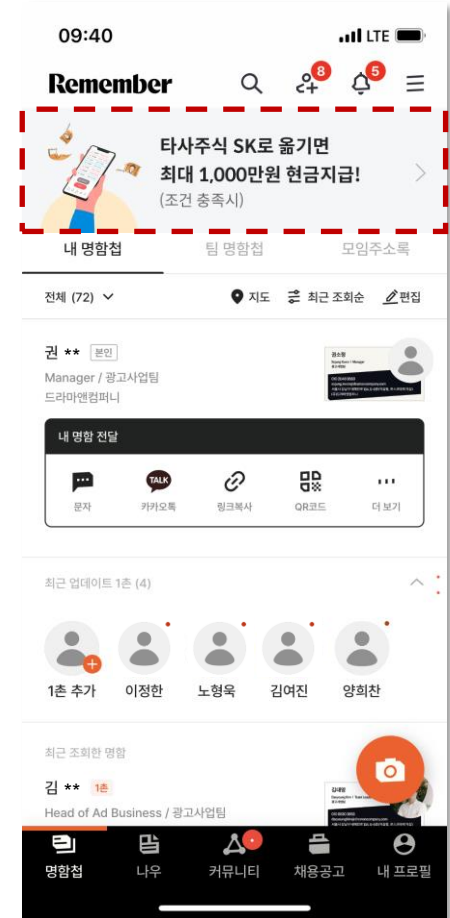 09:40
LTE
Remember
8
5
타사주식 SK로 옮기면
최대 1,000만원 현금지급!
(조건 충족시)
내 명함첩 팀 명함첩 모임주소록
전체 (72) 지도 최근 조회순 편집
권 ** 본인
Manager / 광고사업팀
드라마앤컴퍼니
내 명함 전달
TALK
문자 카카오톡 링크복사 QR코드 더 보기
최근 업데이트 1촌 (4)
1촌 추가 이정한 노형욱 김여진 양희찬
최근 조회한 명함
김 ** 1촌
Head of Ad Business / 광고사업팀
명함첩 나우 커뮤니티 채용공고 내 프로필